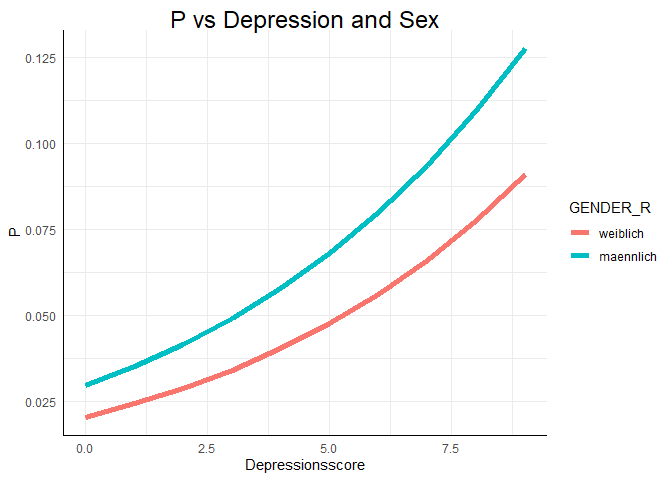 P vs Depression and Sex
0.125
0.100
0.075
0.050
0.025
P
0.0
2.5
5.0
7.5
Depressionsscore
GENDER_R
weiblich
maennlich